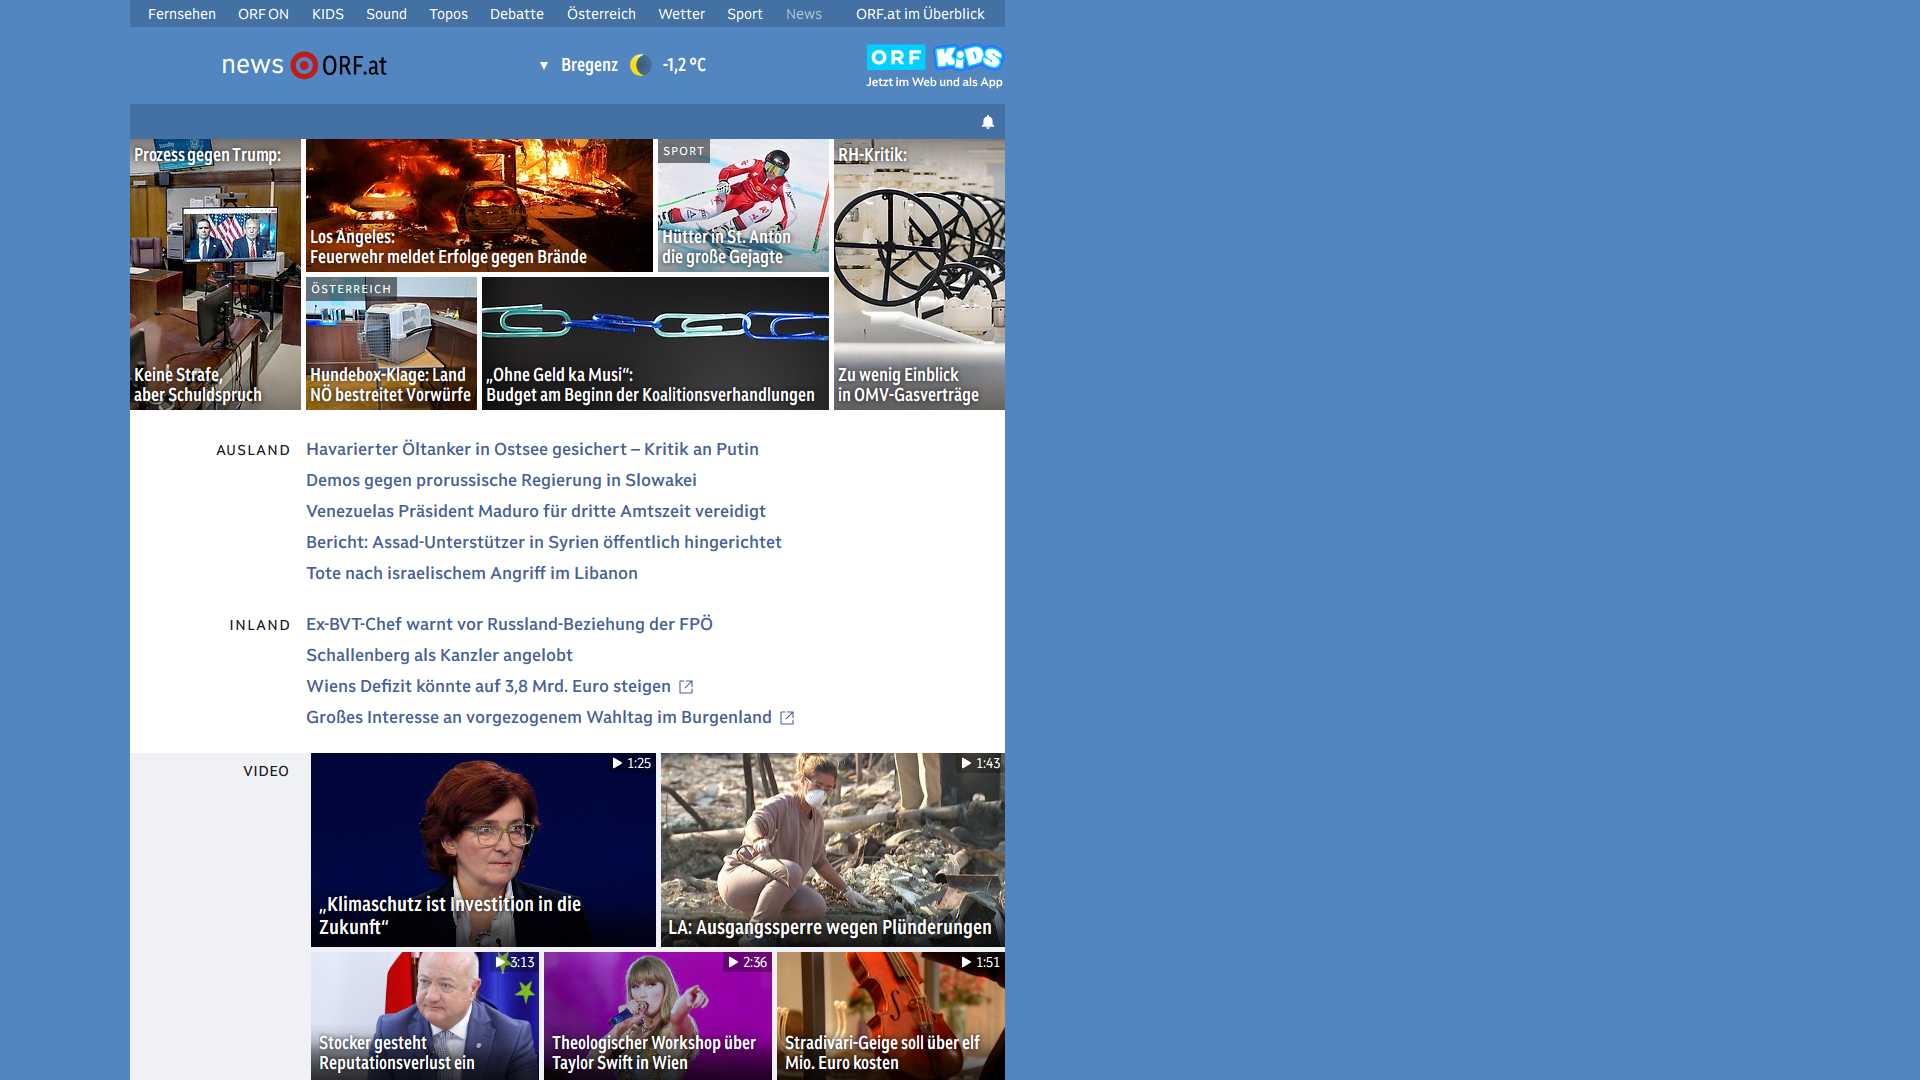 Fernsehen ORF ON KIDS Sound Topos Debatte Österreich Wetter Sport News ORF.at im Überblick
news ORF.at
▼ Bregenz -1,2 °C
ORF KiDS
Jetzt im Web und als App
Prozess gegen Trump:
Keine Strafe,
aber Schuldspruch
Los Angeles:
Feuerwehr meldet Erfolge gegen Brände
SPORT
Hütter in St. Anton
die große Gejagte
RH-Kritik:
Zu wenig Einblick
in OMV-Gasverträge
ÖSTERREICH
Hundebox-Klage: Land
NÖ bestreitet Vorwürfe
„Ohne Geld ka Musi“:
Budget am Beginn der Koalitionsverhandlungen
AUSLAND
Havarierter Öltanker in Ostsee gesichert – Kritik an Putin
Demos gegen prorussische Regierung in Slowakei
Venezuelas Präsident Maduro für dritte Amtszeit vereidigt
Bericht: Assad-Unterstützer in Syrien öffentlich hingerichtet
Tote nach israelischem Angriff im Libanon
INLAND
Ex-BVT-Chef warnt vor Russland-Beziehung der FPÖ
Schallenberg als Kanzler angelobt
Wiens Defizit könnte auf 3,8 Mrd. Euro steigen
Großes Interesse an vorgezogenem Wahltag im Burgenland
VIDEO
1:25
„Klimaschutz ist Investition in die
Zukunft“
1:43
LA: Ausgangssperre wegen Plünderungen
3:13
Stocker gesteht
Reputationsverlust ein
2:36
Theologischer Workshop über
Taylor Swift in Wien
1:51
Stradivari-Geige soll über elf
Mio. Euro kosten